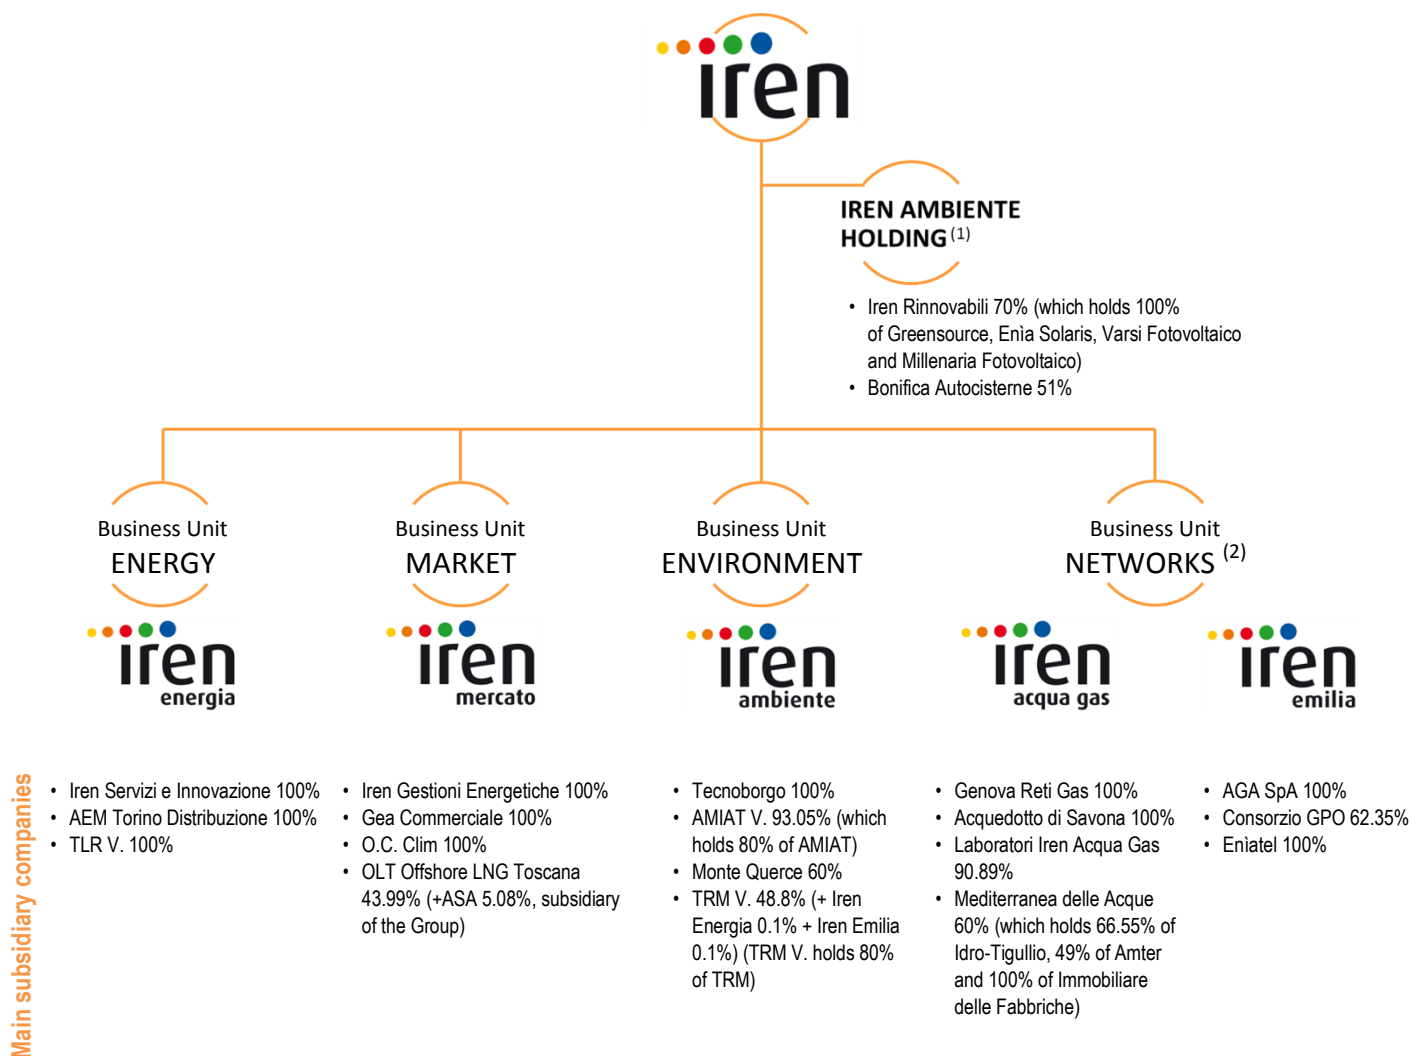 iren
IREN AMBIENTE
HOLDING (1)
• Iren Rinnovabili 70% (which holds 100%
of Greensource, Enìa Solaris, Varsi Fotovoltaico
and Millenaria Fotovoltaico)
• Bonifica Autocisterne 51%
Business Unit
ENERGY
Business Unit
MARKET
Business Unit
ENVIRONMENT
Business Unit
NETWORKS (2)
iren
energia
iren
mercato
iren
ambiente
iren
acqua gas
iren
emilia
Main subsidiary companies
• Iren Servizi e Innovazione 100%
• AEM Torino Distribuzione 100%
• TLR V. 100%
• Iren Gestioni Energetiche 100%
• Gea Commerciale 100%
• O.C. Clim 100%
• OLT Offshore LNG Toscana
43.99% (+ASA 5.08%, subsidiary
of the Group)
• Tecnoborgo 100%
• AMIAT V. 93.05% (which
holds 80% of AMIAT)
• Monte Querce 60%
• TRM V. 48.8% (+ Iren
Energia 0.1% + Iren Emilia
0.1%) (TRM V. holds 80%
of TRM)
• Genova Reti Gas 100%
• Acquedotto di Savona 100%
• Laboratori Iren Acqua Gas
90.89%
• Mediterranea delle Acque
60% (which holds 66.55% of
Idro-Tigullio, 49% of Amter
and 100% of Immobiliare
delle Fabbriche)
• AGA SpA 100%
• Consorzio GPO 62.35%
• Enìatel 100%